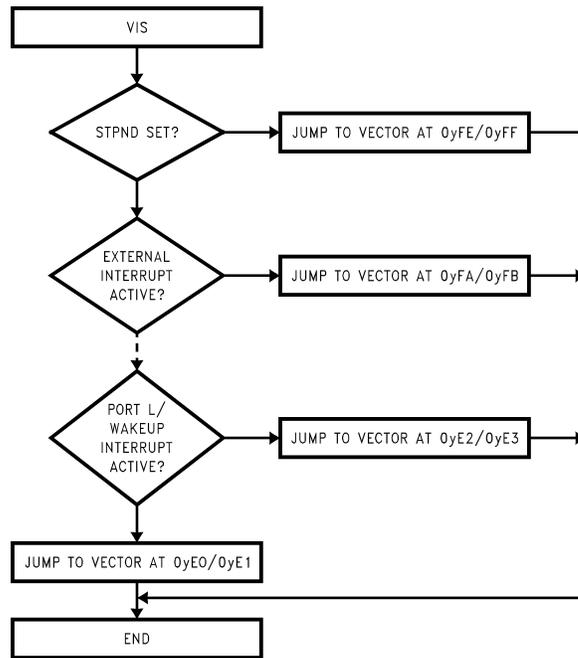 VIS
STPND SET?
JUMP TO VECTOR AT 0yFE/0yFF
EXTERNAL
INTERRUPT
ACTIVE?
JUMP TO VECTOR AT 0yFA/0yFB
PORT L/
WAKEUP
INTERRUPT
ACTIVE?
JUMP TO VECTOR AT 0yE2/0yE3
JUMP TO VECTOR AT 0yE0/0yE1
END